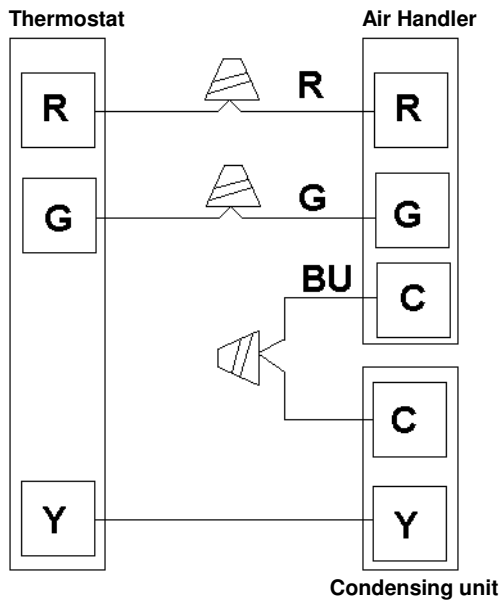 Thermostat
Air Handler
R
R
R
G
G
G
BU
C
C
Y
Y
Condensing unit